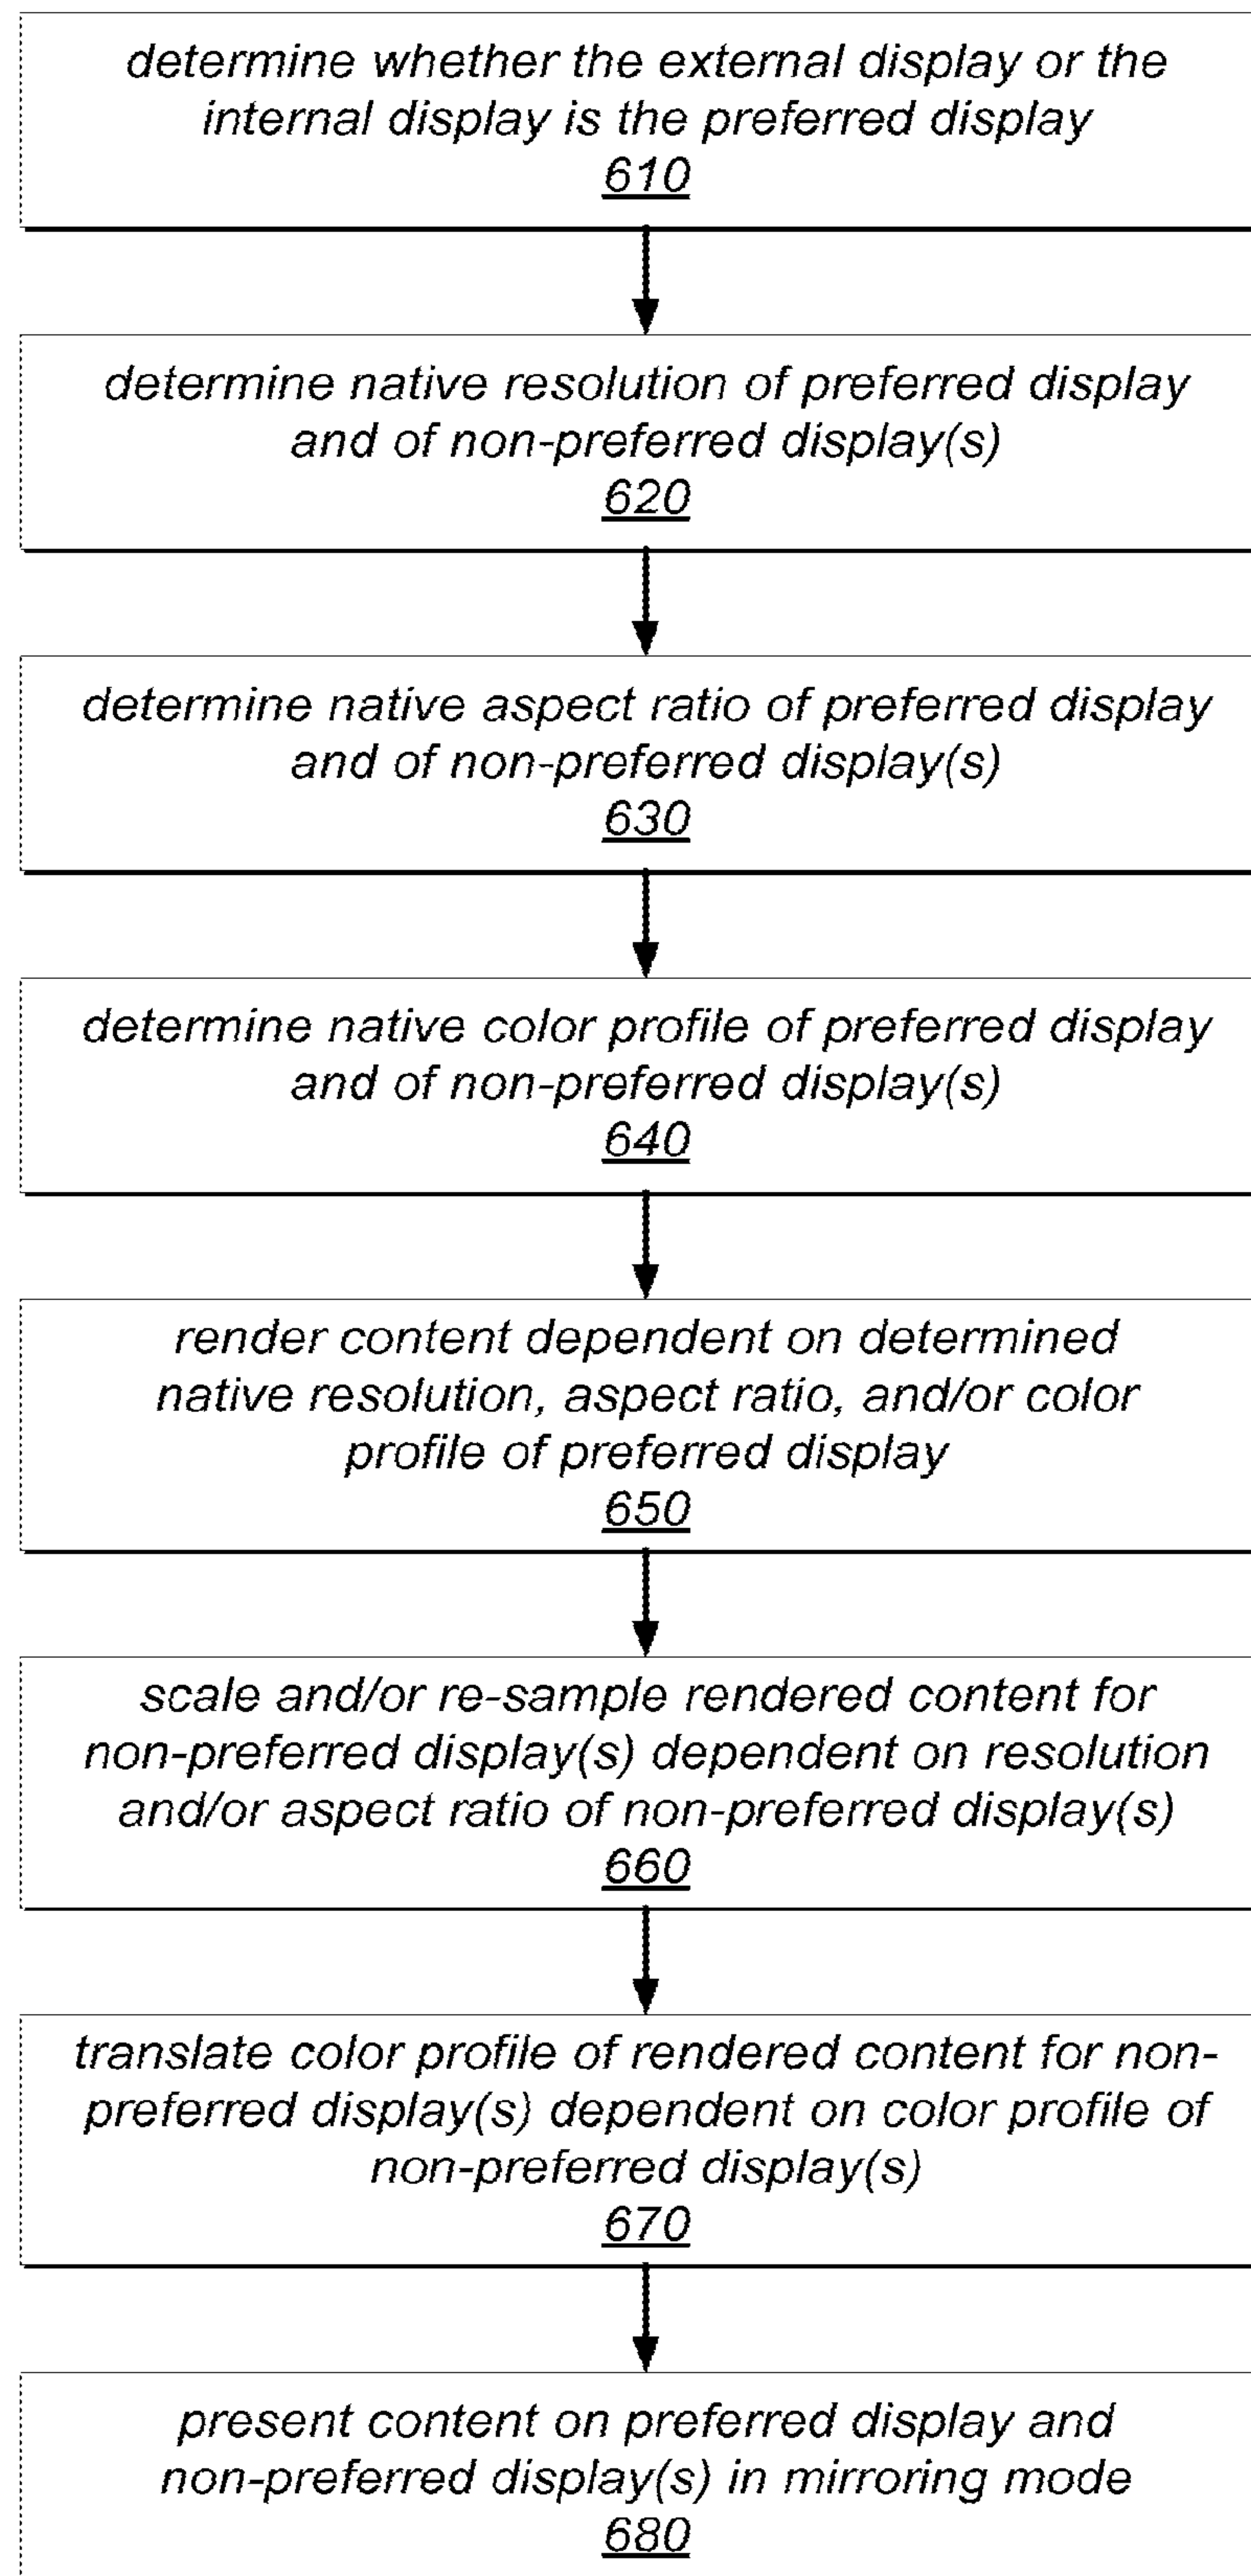 determine whether the external display or the
internal display is the preferred display
610
determine native resolution of preferred display
and of non-preferred display(s)
620
determine native aspect ratio of preferred display
and of non-preferred display(s)
630
determine native color profile of preferred display
and of non-preferred display(s)
640
render content dependent on determined
native resolution, aspect ratio, and/or color
profile of preferred display
650
scale and/or re-sample rendered content for
non-preferred display(s) dependent on resolution
and/or aspect ratio of non-preferred display(s)
660
translate color profile of rendered content for non-
preferred display(s) dependent on color profile of
non-preferred display(s)
670
present content on preferred display and
non-preferred display(s) in mirroring mode
680